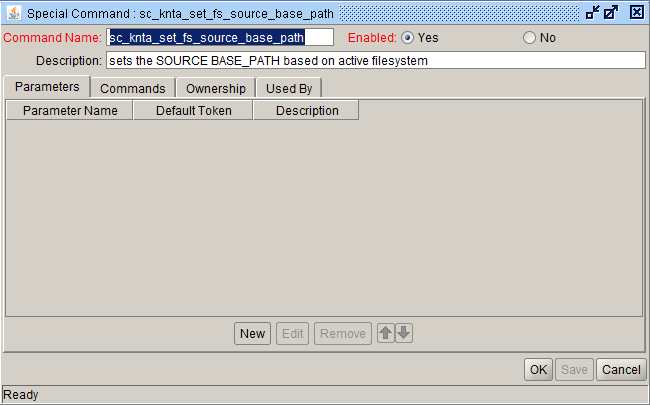 Special Command : sc_knta_set_fs_source_base_path
Command Name: sc_knta_set_fs_source_base_path Enabled: Yes No
Description: sets the SOURCE BASE_PATH based on active filesystem
Parameters Commands Ownership Used By
Parameter Name Default Token Description
New Edit Remove
OK Save Cancel
Ready